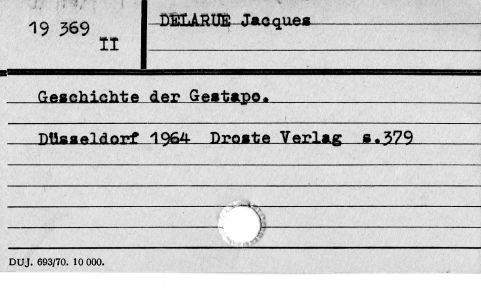 19 369
II
DELARUE Jacques
Geschichte der Gestapo.
Düsseldorf 1964 Droste Verlag s.379
DUJ. 693/70. 10 000.